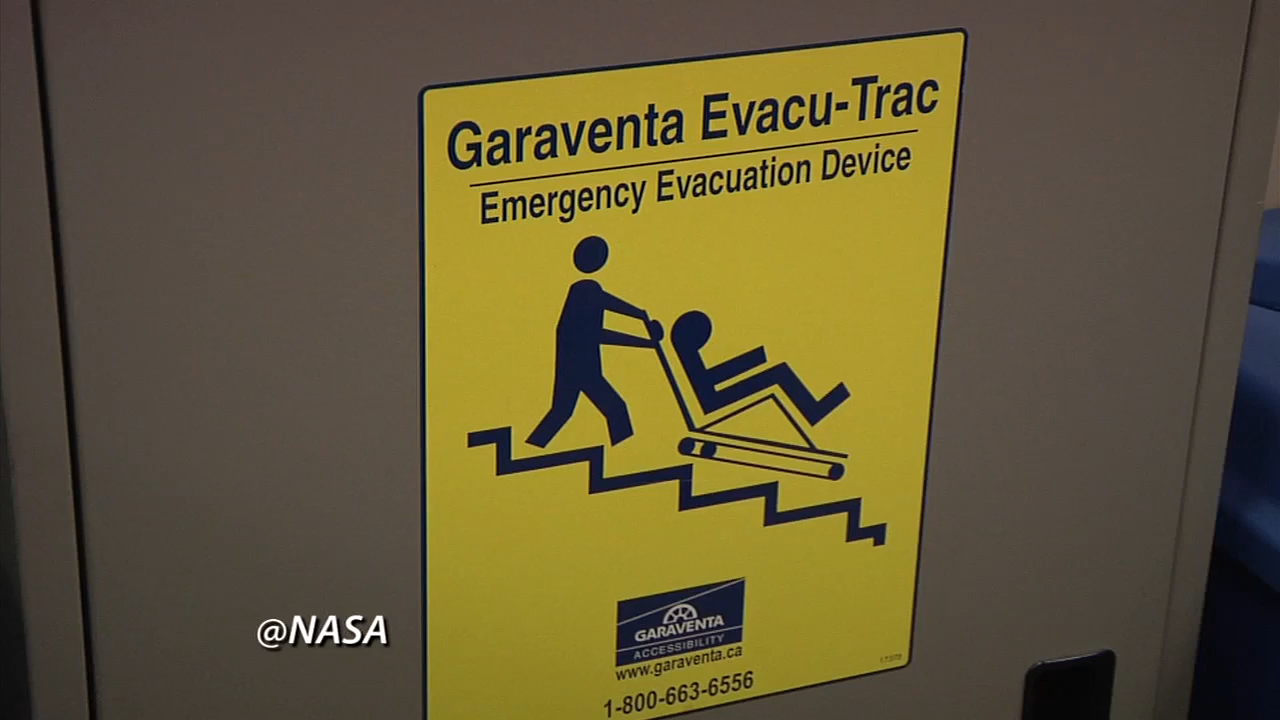 Garaventa Evacu-Trac
Emergency Evacuation Device
@NASA
GARAVENTA
ACCESSIBILITY
www.garaventa.ca
1-800-663-6556